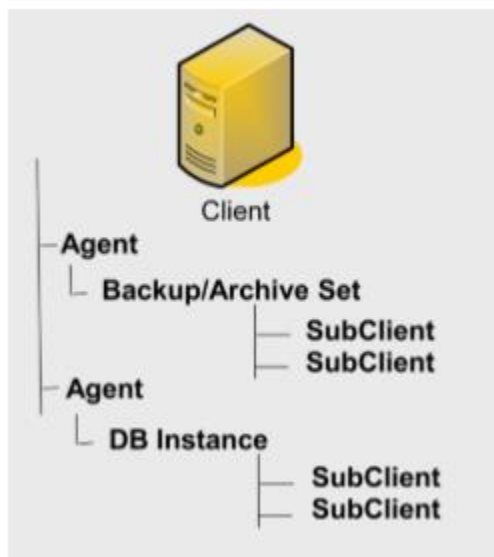 Client
Agent
Backup/Archive Set
SubClient
SubClient
Agent
DB Instance
SubClient
SubClient